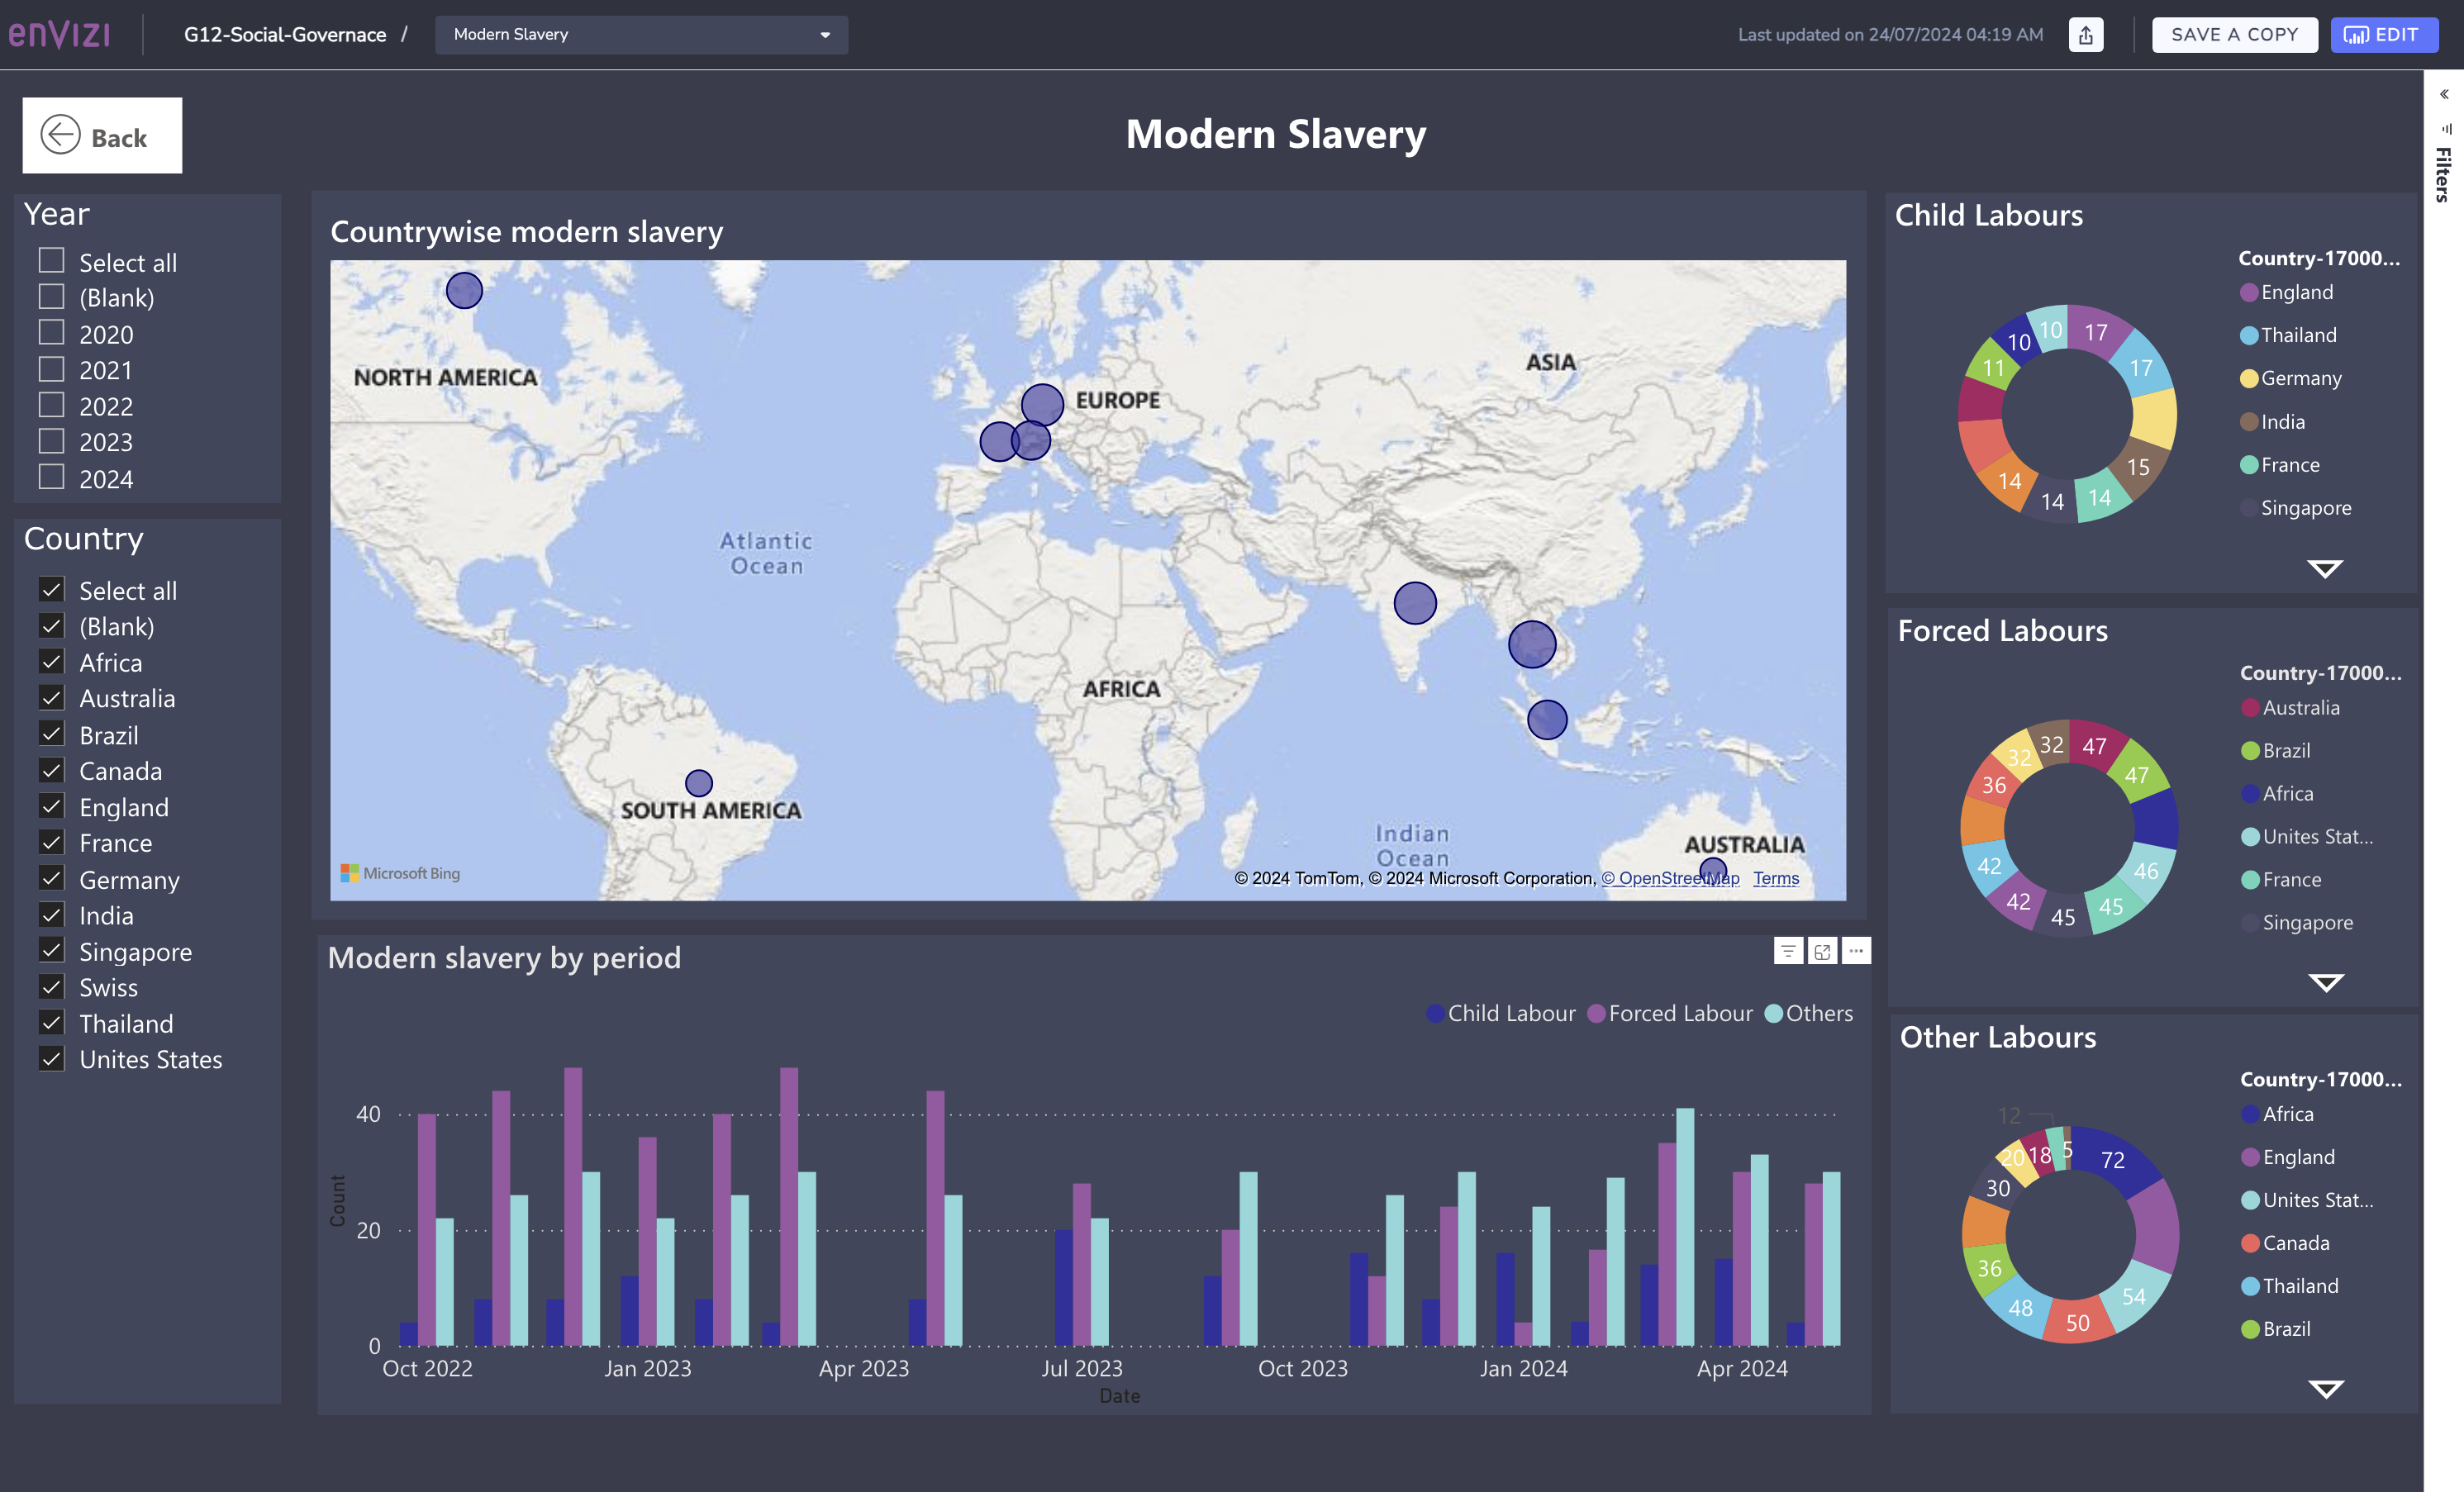 enVIZI
G12-Social-Governace /
Modern Slavery
Last updated on 24/07/2024 04:19 AM
SAVE A COPY
EDIT
Back
Modern Slavery
Filters
Year
Select all
(Blank)
2020
2021
2022
2023
2024
Country
Select all
(Blank)
Africa
Australia
Brazil
Canada
England
France
Germany
India
Singapore
Swiss
Thailand
Unites States
Countrywise modern slavery
NORTH AMERICA
EUROPE
ASIA
Atlantic
Ocean
AFRICA
SOUTH AMERICA
Indian
Ocean
AUSTRALIA
Microsoft Bing
© 2024 TomTom, © 2024 Microsoft Corporation, © OpenStreetMap Terms
Modern slavery by period
Child Labour Forced Labour Others
Count
40
20
0
Oct 2022 Jan 2023 Apr 2023 Jul 2023 Oct 2023 Jan 2024 Apr 2024
Date
Child Labours
17
17
15
14
14
14
11
10
10
Country-17000...
England
Thailand
Germany
India
France
Singapore
Forced Labours
47
47
46
45
45
42
42
36
32
32
Country-17000...
Australia
Brazil
Africa
Unites Stat...
France
Singapore
Other Labours
72
54
50
48
36
30
20
18
12
5
Country-17000...
Africa
England
Unites Stat...
Canada
Thailand
Brazil